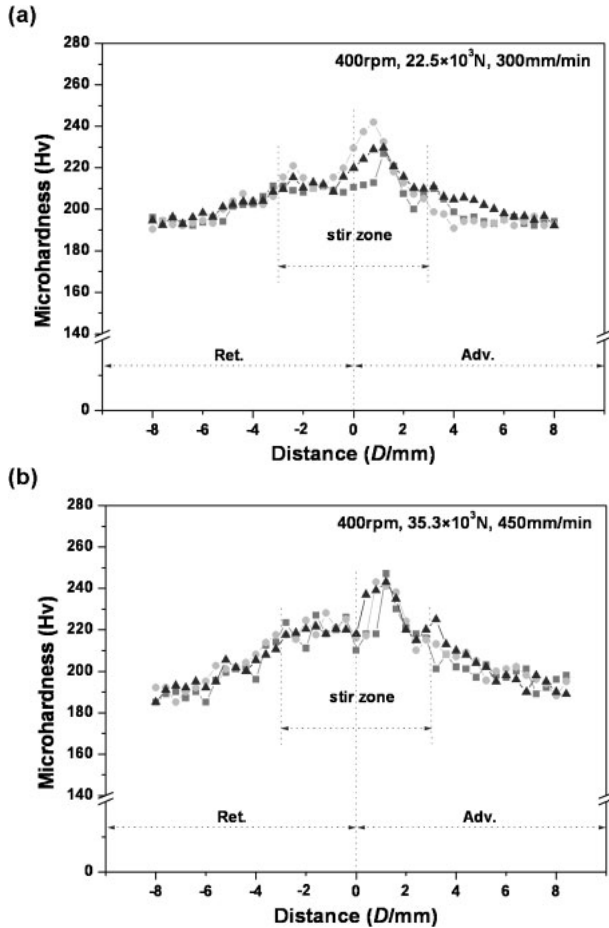 (a)
400rpm, 22.5×10³N, 300mm/min
Microhardness (Hv)
280
260
240
220
200
180
160
140
0
stir zone
Ret.
Adv.
-8 -6 -4 -2 0 2 4 6 8
Distance (D/mm)
(b)
400rpm, 35.3×10³N, 450mm/min
Microhardness (Hv)
280
260
240
220
200
180
160
140
0
stir zone
Ret.
Adv.
-8 -6 -4 -2 0 2 4 6 8
Distance (D/mm)